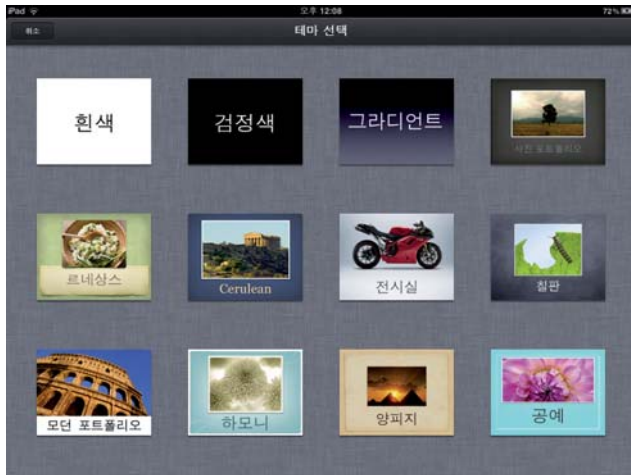 iPad 오후 12:08 72%
취소 테마 선택
흰색 검정색 그라디언트 사진 포트폴리오
르네상스 Cerulean 전시실 칠판
모던 포트폴리오 하모니 양피지 공예